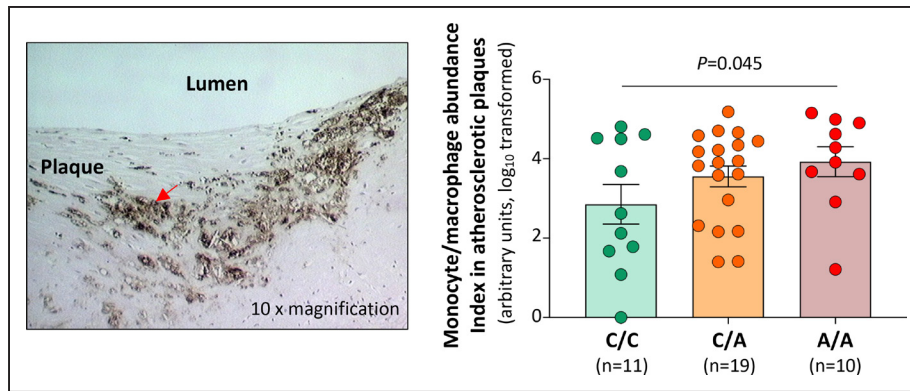 Lumen
Plaque
10 x magnification
Monocyte/macrophage abundance
Index in atherosclerotic plaques
(arbitrary units, log10 transformed)
P=0.045
6
4
2
0
C/C
C/A
A/A
(n=11)
(n=19)
(n=10)